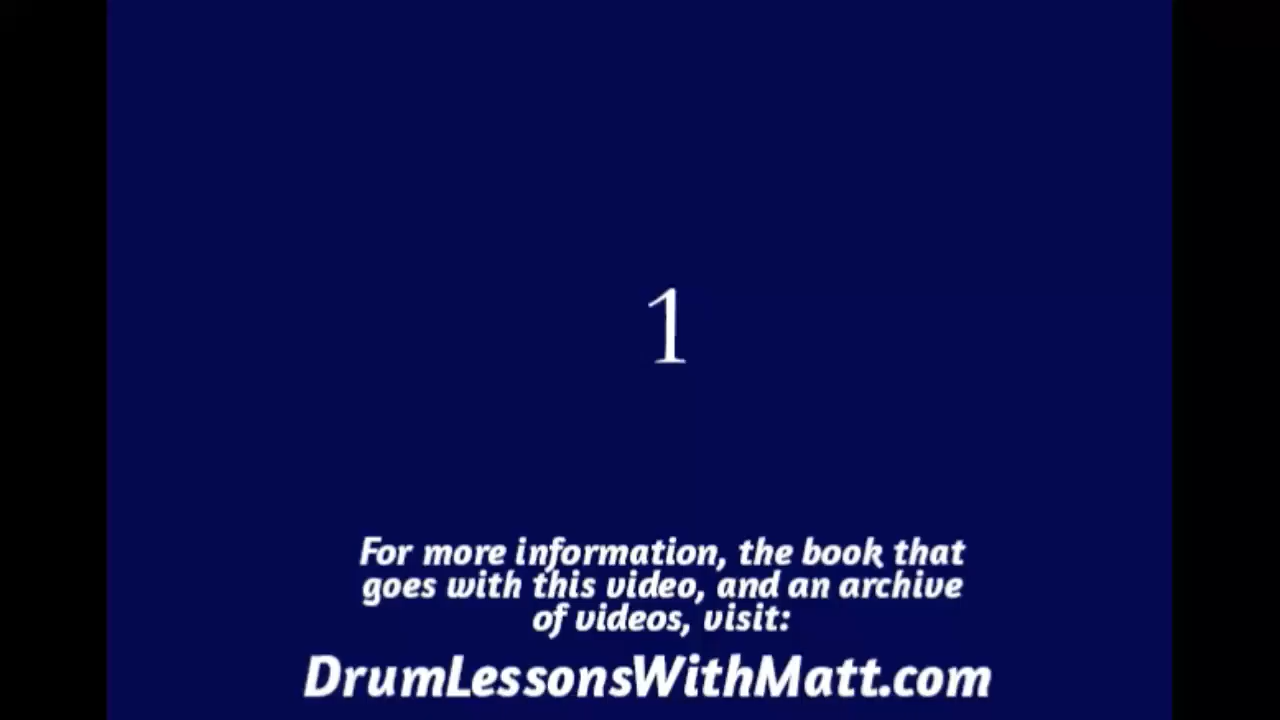 1
For more information, the book that
goes with this video, and an archive
of videos, visit:
DrumLessonsWithMatt.com